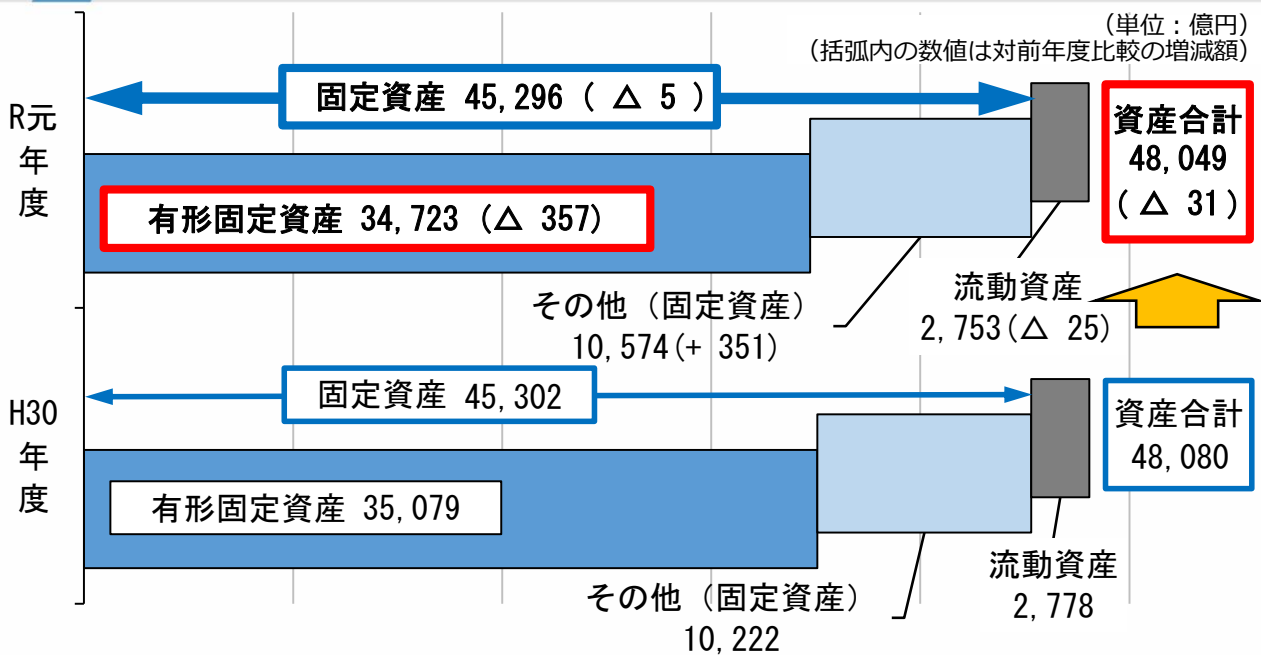 (単位：億円)
(括弧内の数値は対前年度比較の増減額)
R元
年
度
固定資産 45,296 ( △ 5 )
資産合計
48,049
( △ 31 )
有形固定資産 34,723 (△ 357)
その他 (固定資産)
10,574(+ 351)
流動資産
2,753(△ 25)
H30
年
度
固定資産 45,302
資産合計
48,080
有形固定資産 35,079
その他 (固定資産)
10,222
流動資産
2,778